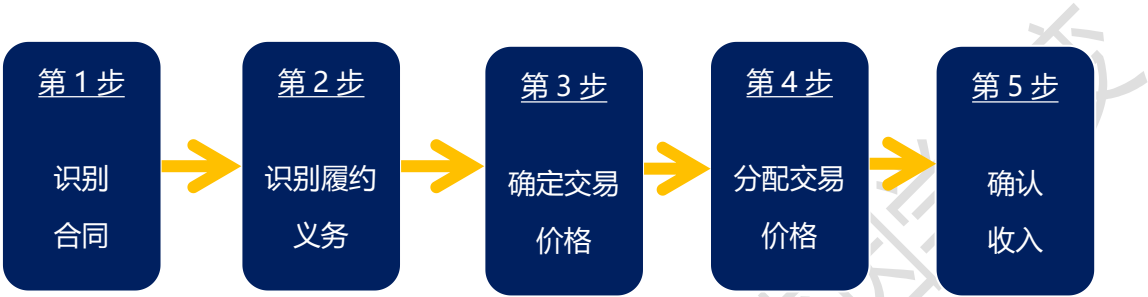 第 1 步
识别
合同
第 2 步
识别履约
义务
第 3 步
确定交易
价格
第 4 步
分配交易
价格
第 5 步
确认
收入